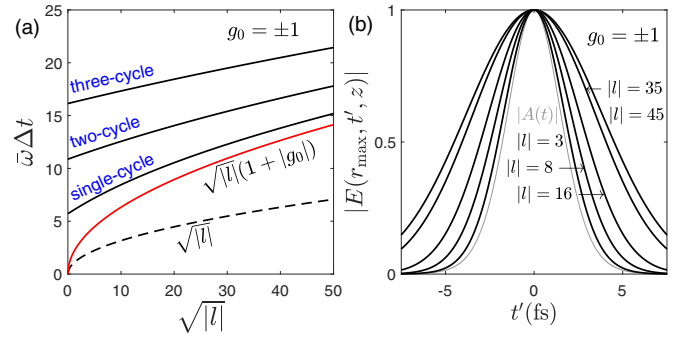 (a)
g₀ = ±1
25
20
15
10
5
0
three-cycle
two-cycle
single-cycle
√|l|(1 + |g₀|)
√|l|
ω̄Δt
0 10 20 30 40 50
√|l|
(b)
g₀ = ±1
1
0.5
0
|l| = 35
|l| = 45
|A(t)|
|l| = 3
|l| = 8
|l| = 16
|E(r_max, t′, z)|
-5 0 5
t′(fs)